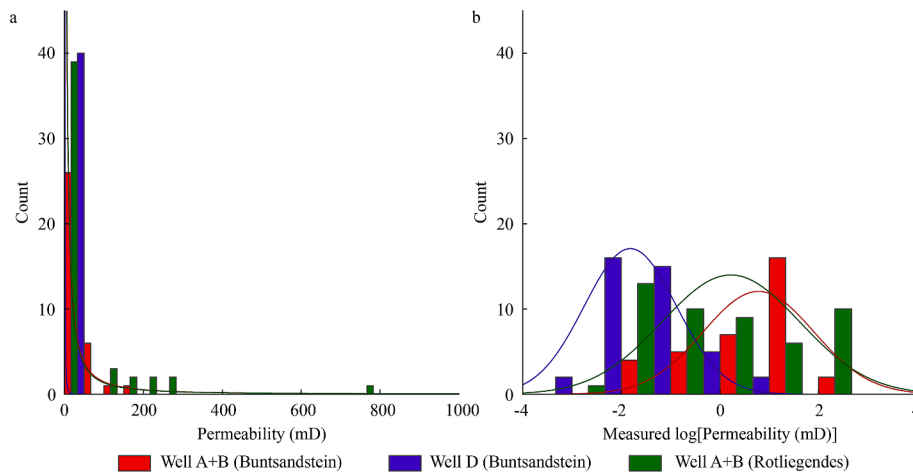 a
b
40
30
20
10
0
Count
0
200
400
600
800
1000
Permeability (mD)
40
30
20
10
0
Count
-4
-2
0
2
4
Measured log[Permeability (mD)]
Well A+B (Buntsandstein)
Well D (Buntsandstein)
Well A+B (Rotliegendes)